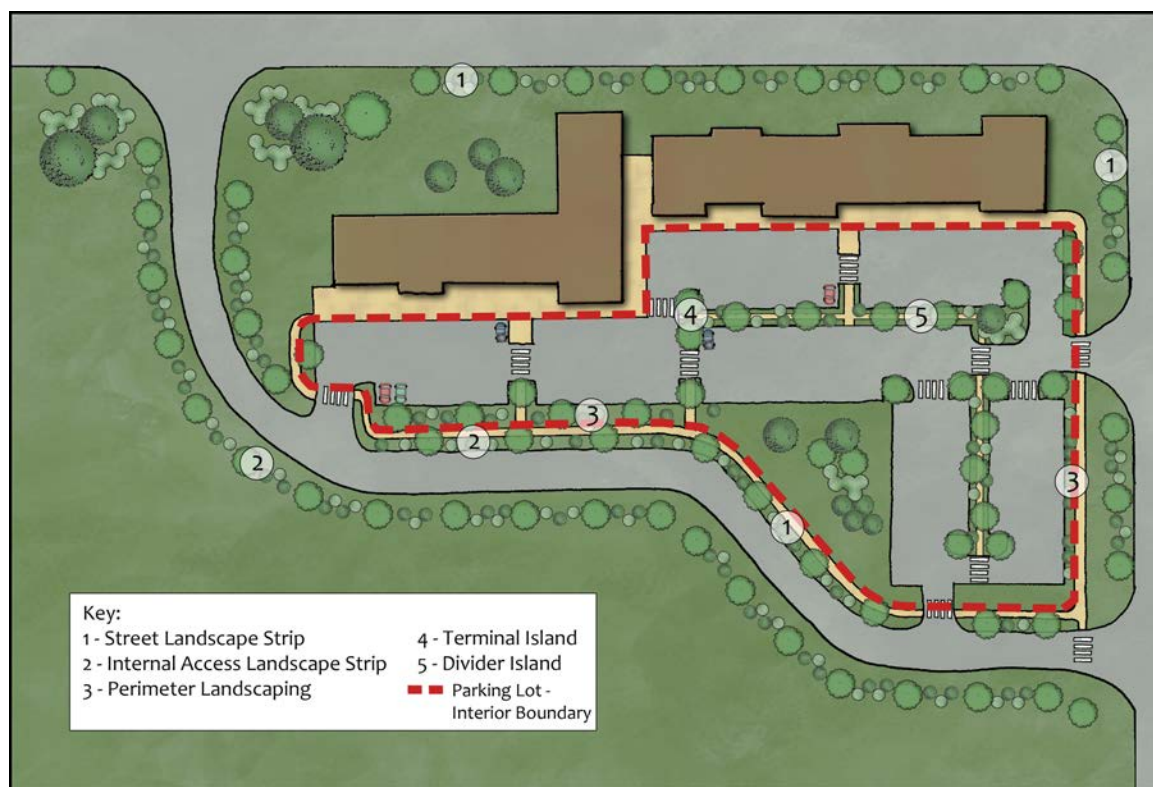 1
1
4
5
3
2
2
3
1
Key:
1 - Street Landscape Strip
2 - Internal Access Landscape Strip
3 - Perimeter Landscaping
4 - Terminal Island
5 - Divider Island
Parking Lot -
Interior Boundary